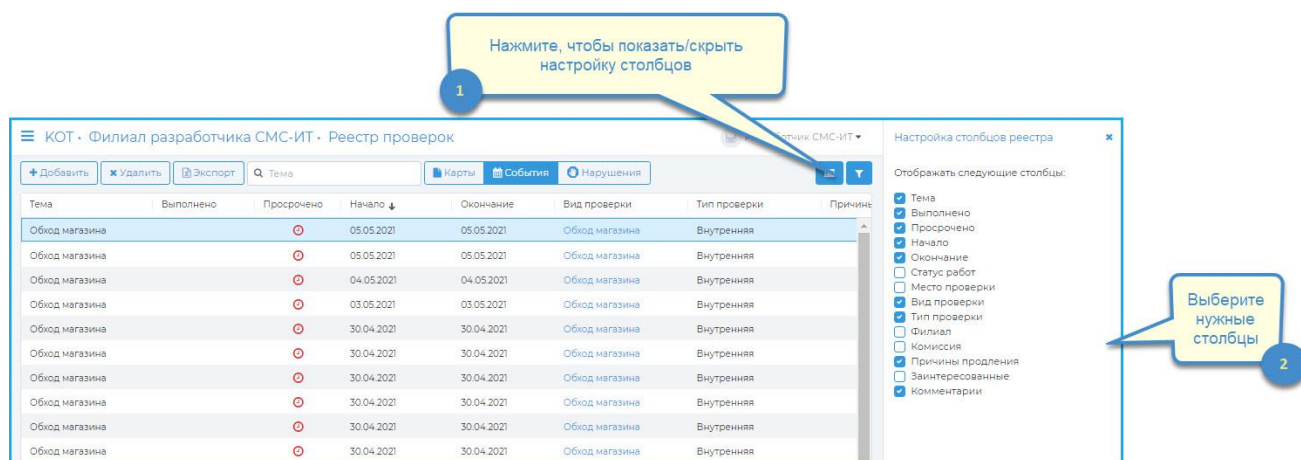 Нажмите, чтобы показать/скрыть
настройку столбцов
1
КОТ · Филиал разработчика СМС-ИТ · Реестр проверок
СМС-ИТ
Настройка столбцов реестра
Добавить Удалить Экспорт Тема Карты События Нарушения
Отображать следующие столбцы:
Тема Выполнено Просрочено Начало Окончание Вид проверки Тип проверки Причины
Обход магазина 05.05.2021 05.05.2021 Обход магазина Внутренняя
Обход магазина 05.05.2021 05.05.2021 Обход магазина Внутренняя
Обход магазина 04.05.2021 04.05.2021 Обход магазина Внутренняя
Обход магазина 03.05.2021 03.05.2021 Обход магазина Внутренняя
Обход магазина 30.04.2021 30.04.2021 Обход магазина Внутренняя
Обход магазина 30.04.2021 30.04.2021 Обход магазина Внутренняя
Обход магазина 30.04.2021 30.04.2021 Обход магазина Внутренняя
Обход магазина 30.04.2021 30.04.2021 Обход магазина Внутренняя
Обход магазина 30.04.2021 30.04.2021 Обход магазина Внутренняя
Обход магазина 30.04.2021 30.04.2021 Обход магазина Внутренняя
Тема
Выполнено
Просрочено
Начало
Окончание
Статус работ
Место проверки
Вид проверки
Тип проверки
Филиал
Комиссия
Причины продления
Заинтересованные
Комментарии
Выберите
нужные
столбцы
2